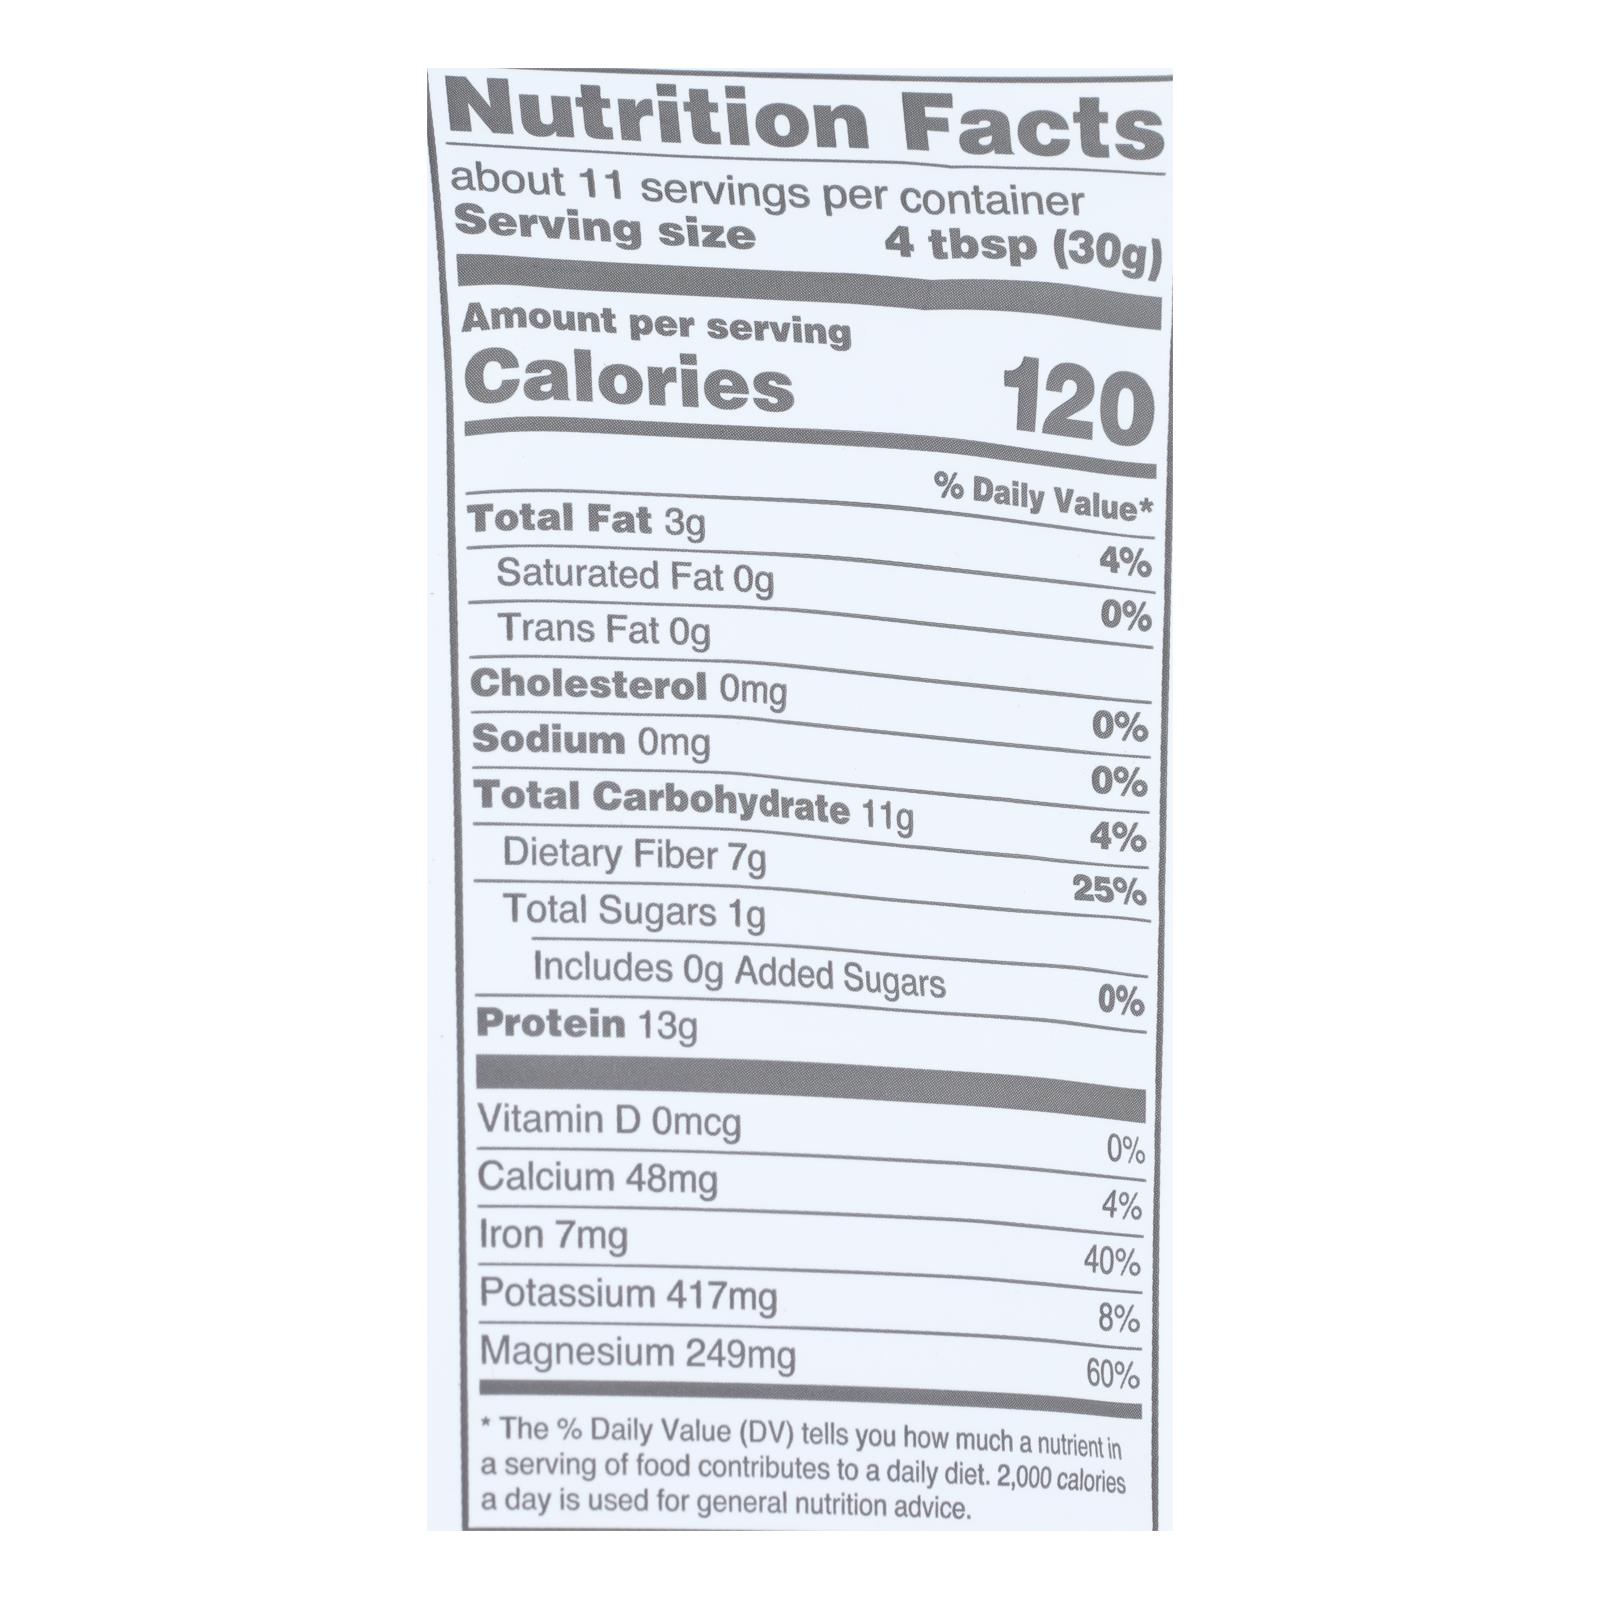 Nutrition Facts
about 11 servings per container
Serving size 4 tbsp (30g)
Amount per serving
Calories 120
% Daily Value*
Total Fat 3g 4%
Saturated Fat 0g 0%
Trans Fat 0g
Cholesterol 0mg 0%
Sodium 0mg 0%
Total Carbohydrate 11g 4%
Dietary Fiber 7g 25%
Total Sugars 1g
Includes 0g Added Sugars 0%
Protein 13g
Vitamin D 0mcg 0%
Calcium 48mg 4%
Iron 7mg 40%
Potassium 417mg 8%
Magnesium 249mg 60%
* The % Daily Value (DV) tells you how much a nutrient in
a serving of food contributes to a daily diet. 2,000 calories
a day is used for general nutrition advice.